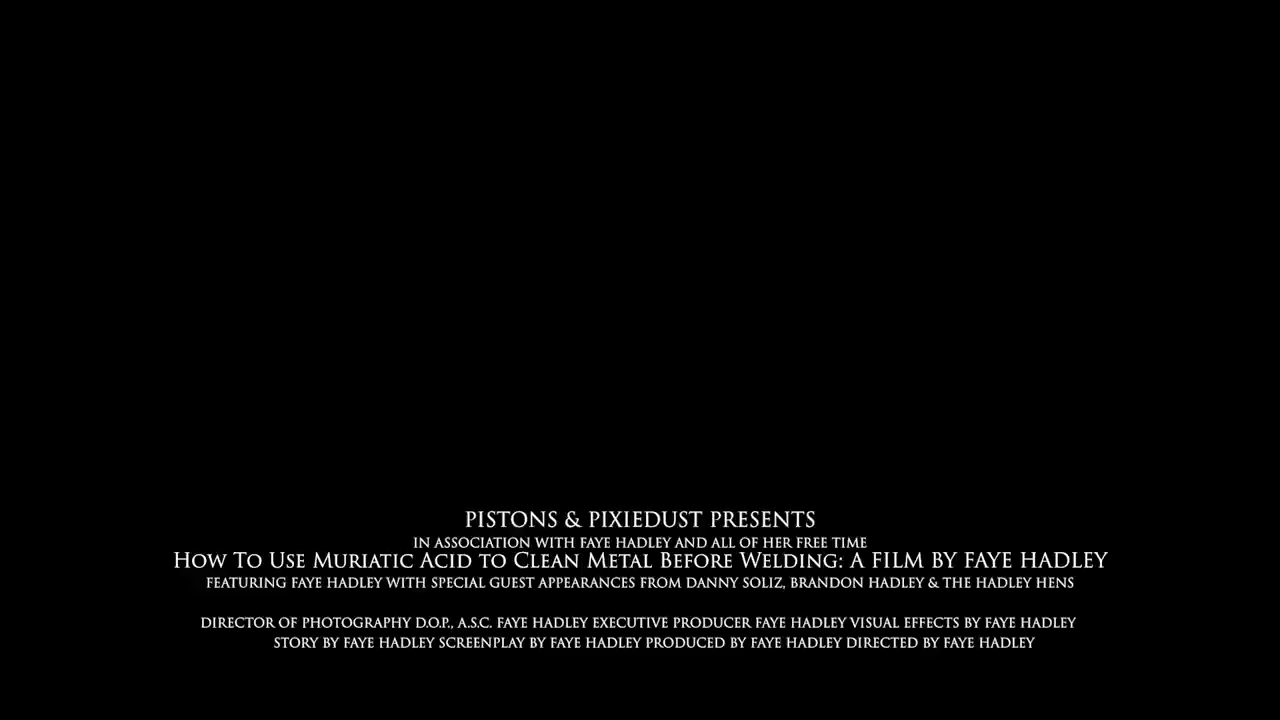 PISTONS & PIXIEDUST PRESENTS
IN ASSOCIATION WITH FAYE HADLEY AND ALL OF HER FREE TIME
How To Use Muriatic Acid to Clean Metal Before Welding: A FILM BY FAYE HADLEY
FEATURING FAYE HADLEY WITH SPECIAL GUEST APPEARANCES FROM DANNY SOLIZ, BRANDON HADLEY & THE HADLEY HENS
DIRECTOR OF PHOTOGRAPHY D.O.P., A.S.C. FAYE HADLEY EXECUTIVE PRODUCER FAYE HADLEY VISUAL EFFECTS BY FAYE HADLEY
STORY BY FAYE HADLEY SCREENPLAY BY FAYE HADLEY PRODUCED BY FAYE HADLEY DIRECTED BY FAYE HADLEY